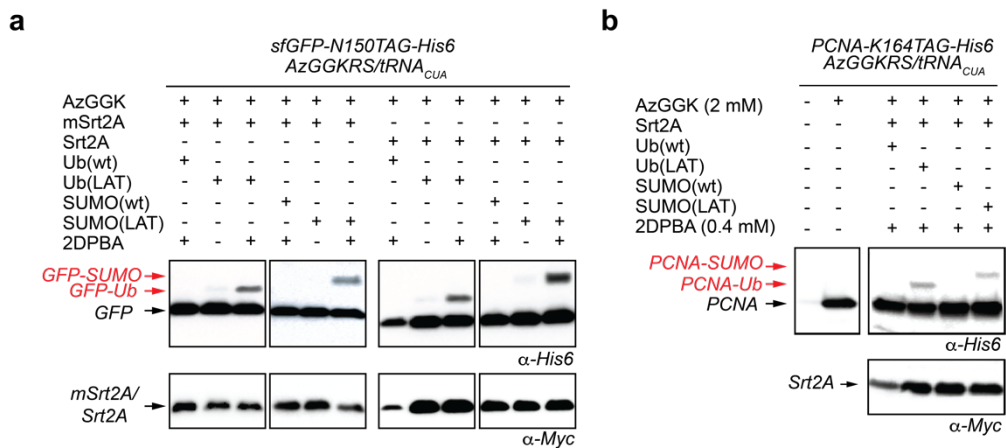 a
sfGFP-N150TAG-His6
AzGGKRS/tRNACUA
AzGGK + + + + + + + + + + + +
mSrt2A + + + + + + - - - - - -
Srt2A - - - - - - + + + + + +
Ub(wt) + - - - - - + - - - - -
Ub(LAT) - + + - - - - + + - - -
SUMO(wt) - - - + - - - - - + - -
SUMO(LAT) - - - - + + - - - - + +
2DPBA + - + + - + + - + + - +
GFP-SUMO
GFP-Ub
GFP
α-His6
mSrt2A/
Srt2A
α-Myc
b
PCNA-K164TAG-His6
AzGGKRS/tRNACUA
AzGGK (2 mM) - + + + + +
Srt2A - - + + + +
Ub(wt) - - + - - -
Ub(LAT) - - - + - -
SUMO(wt) - - - - + -
SUMO(LAT) - - - - - +
2DPBA (0.4 mM) - - + + + +
PCNA-SUMO
PCNA-Ub
PCNA
α-His6
Srt2A
α-Myc